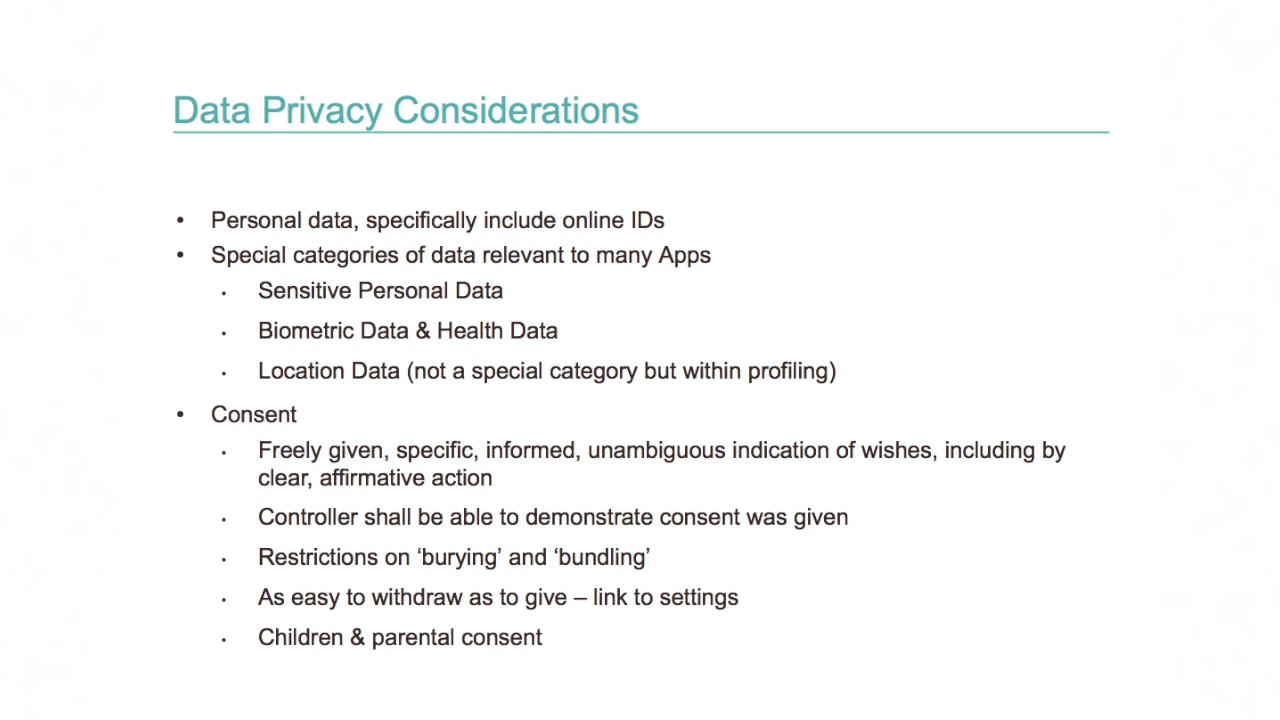 Data Privacy Considerations
• Personal data, specifically include online IDs
• Special categories of data relevant to many Apps
• Sensitive Personal Data
• Biometric Data & Health Data
• Location Data (not a special category but within profiling)
• Consent
• Freely given, specific, informed, unambiguous indication of wishes, including by
clear, affirmative action
• Controller shall be able to demonstrate consent was given
• Restrictions on ‘burying’ and ‘bundling’
• As easy to withdraw as to give – link to settings
• Children & parental consent